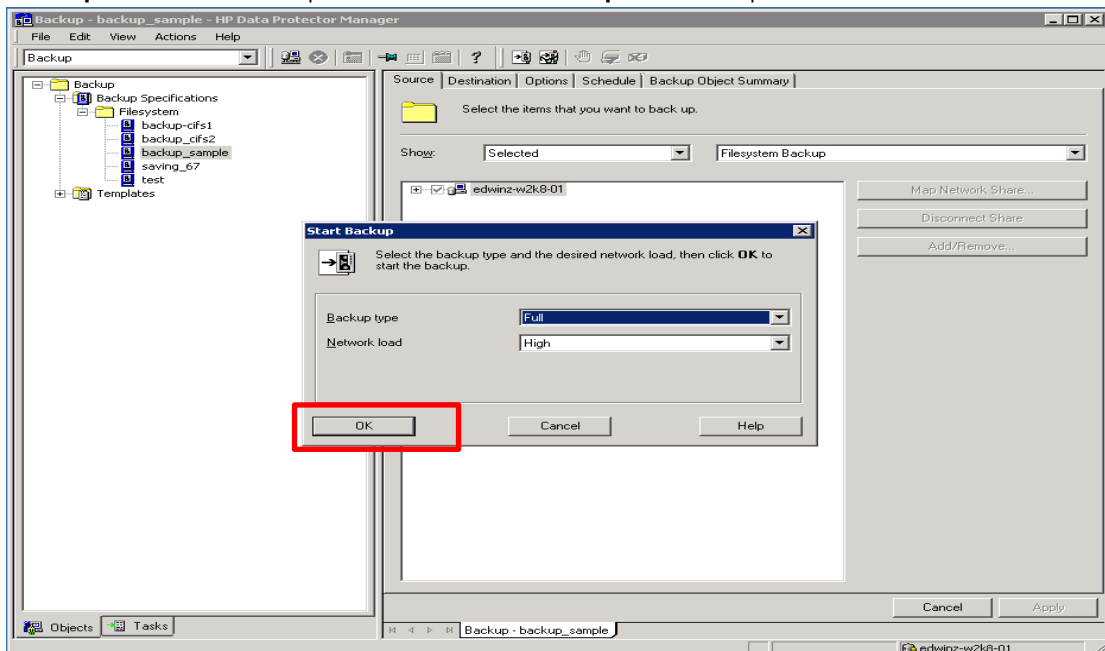 Backup - backup_sample - HP Data Protector Manager
File Edit View Actions Help
Backup
Source Destination Options Schedule Backup Object Summary
Backup
Backup Specifications
Filesystem
backup-cifs1
backup_cifs2
backup_sample
saving_67
test
Templates
Select the items that you want to back up.
Show: Selected Filesystem Backup
edwinz-w2k8-01
Map Network Share...
Disconnect Share
Add/Remove...
Start Backup
Select the backup type and the desired network load, then click OK to
start the backup.
Backup type Full
Network load High
OK Cancel Help
Cancel Apply
Objects Tasks
Backup - backup_sample
edwinz-w2k8-01